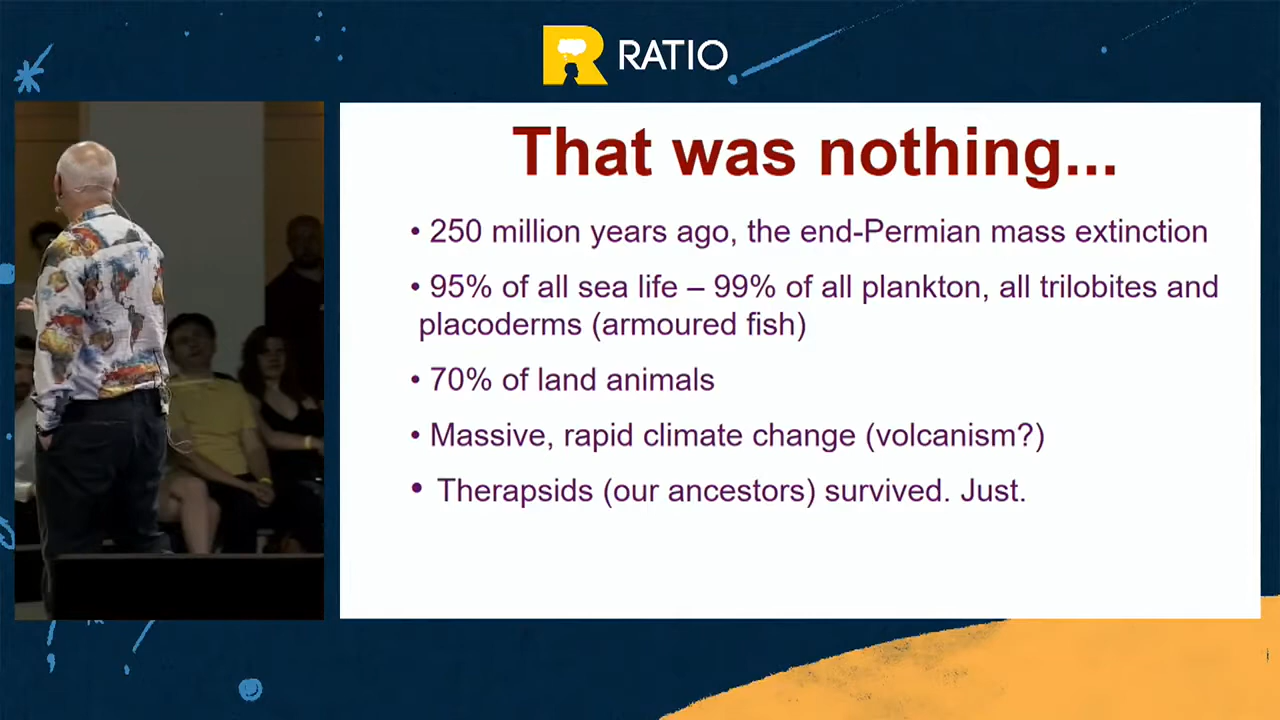 RATIO
That was nothing...
• 250 million years ago, the end-Permian mass extinction
• 95% of all sea life – 99% of all plankton, all trilobites and
placoderms (armoured fish)
• 70% of land animals
• Massive, rapid climate change (volcanism?)
• Therapsids (our ancestors) survived. Just.